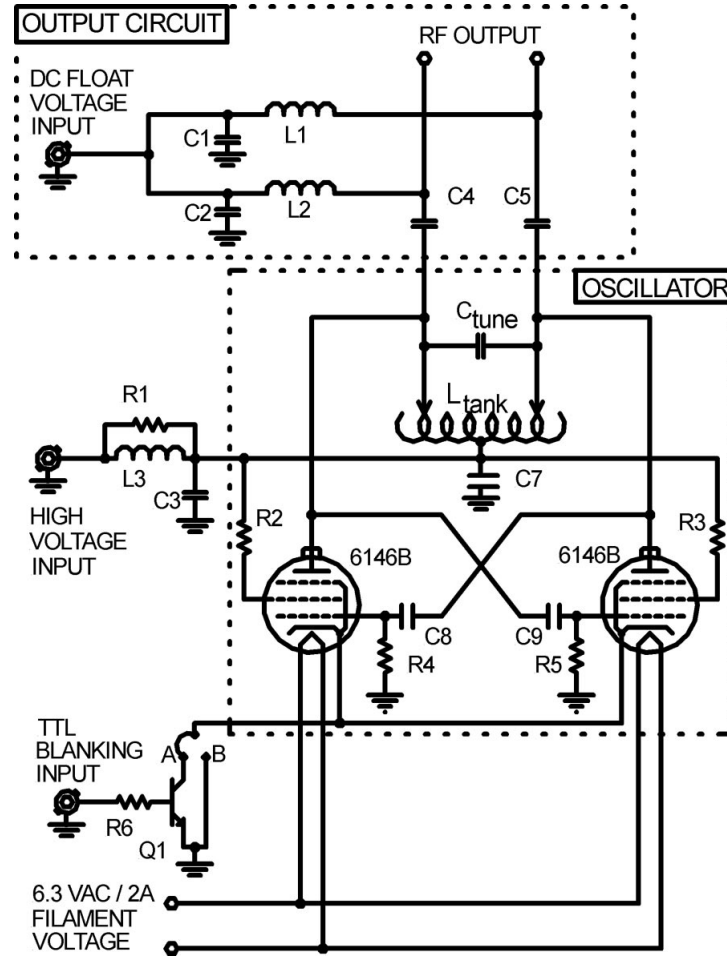 OUTPUT CIRCUIT
RF OUTPUT
DC FLOAT
VOLTAGE
INPUT
C1
L1
C2
L2
C4
C5
OSCILLATOR
Ctune
Ltank
R1
L3
C3
C7
HIGH
VOLTAGE
INPUT
R2
R3
6146B
6146B
C8
C9
R4
R5
TTL
BLANKING
INPUT
A
B
R6
Q1
6.3 VAC / 2A
FILAMENT
VOLTAGE